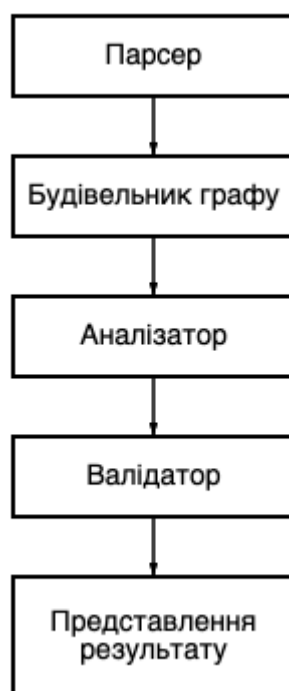 Парсер
Будівельник графу
Аналізатор
Валідатор
Представлення
результату